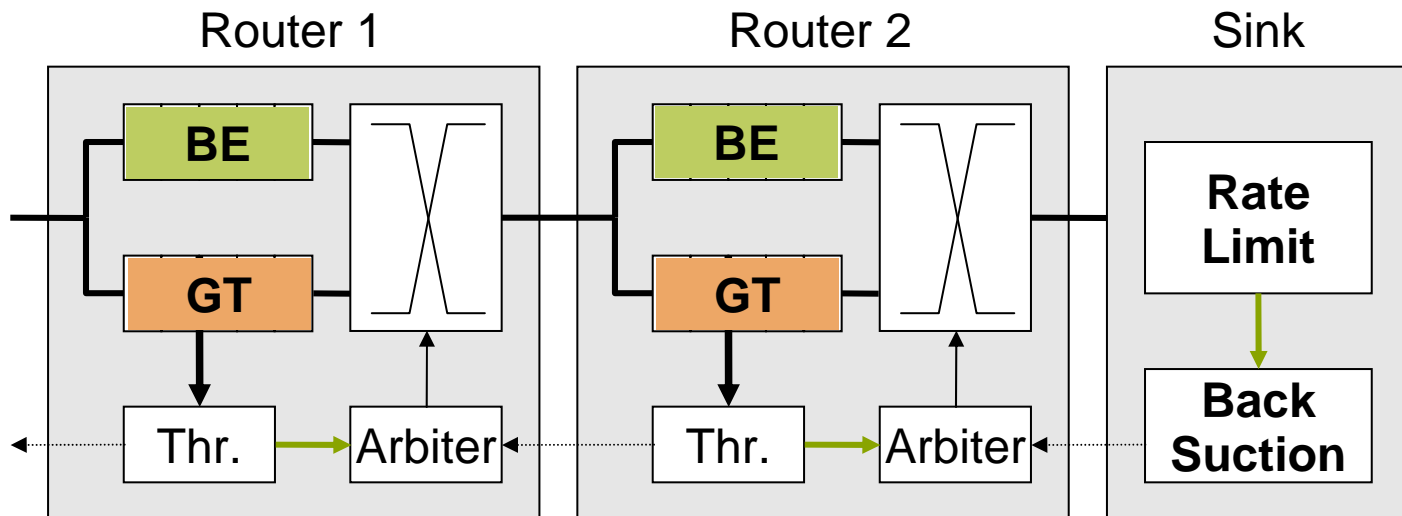 Router 1
Router 2
Sink
BE
GT
Thr.
Arbiter
BE
GT
Thr.
Arbiter
Rate
Limit
Back
Suction